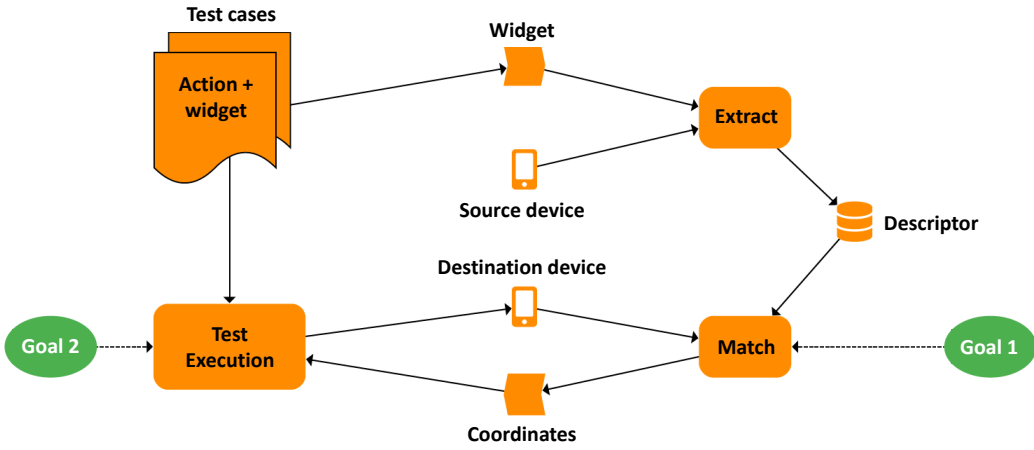 Test cases
Widget
Action +
widget
Extract
Source device
Descriptor
Destination device
Goal 2
Test
Execution
Match
Goal 1
Coordinates